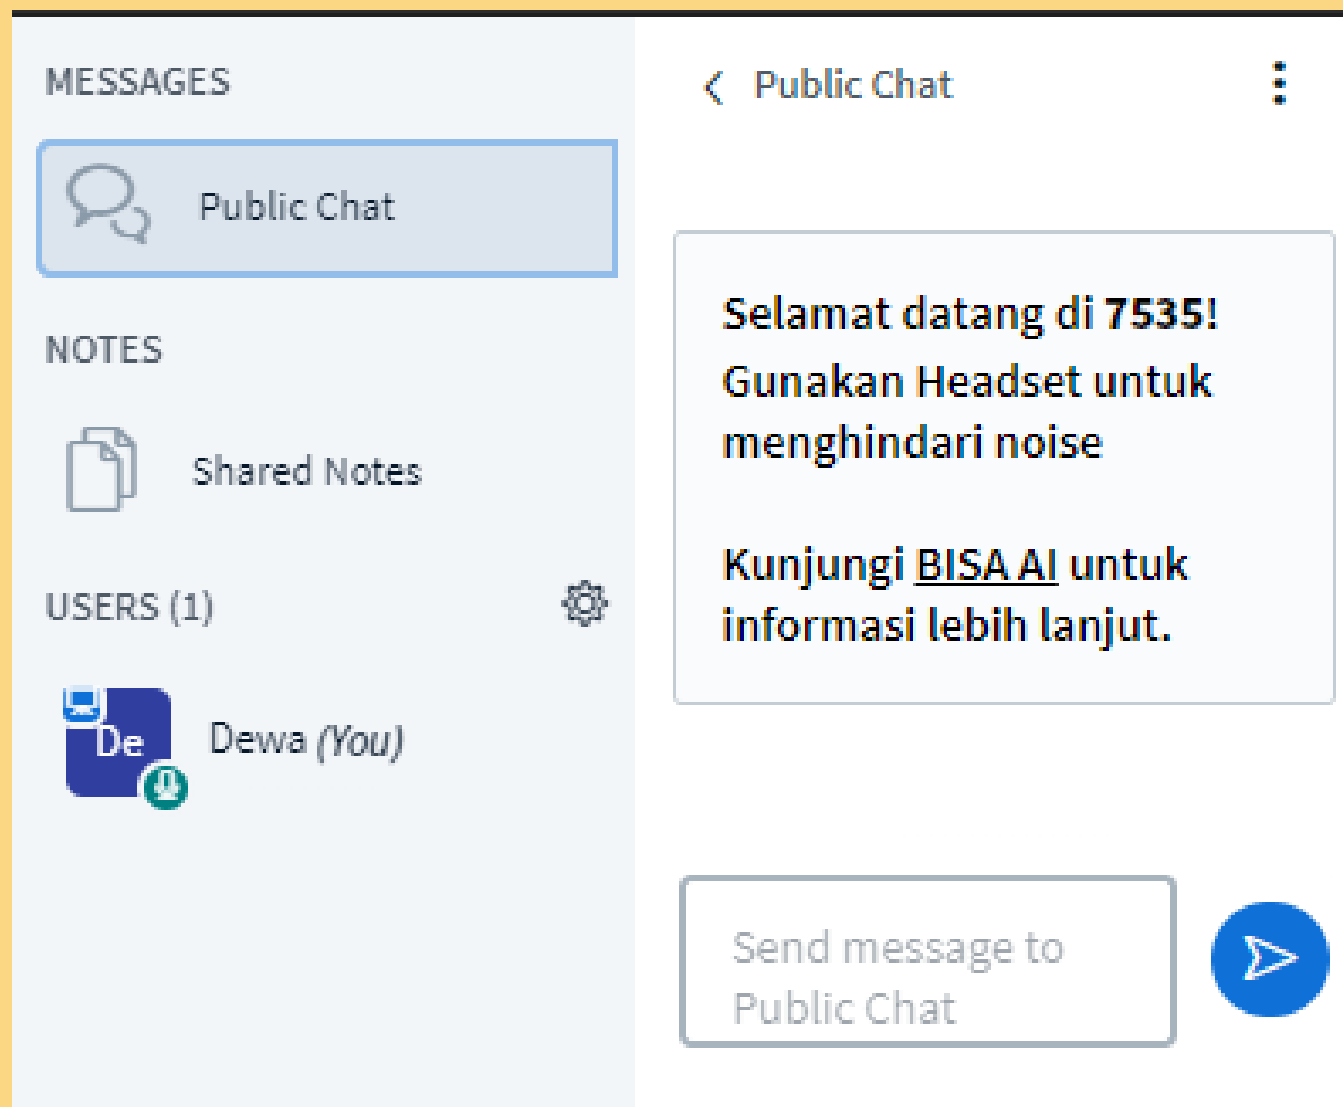 MESSAGES
Public Chat
NOTES
Shared Notes
USERS (1)
De
Dewa (You)
Public Chat
Selamat datang di 7535!
Gunakan Headset untuk
menghindari noise
Kunjungi BISA AI untuk
informasi lebih lanjut.
Send message to
Public Chat